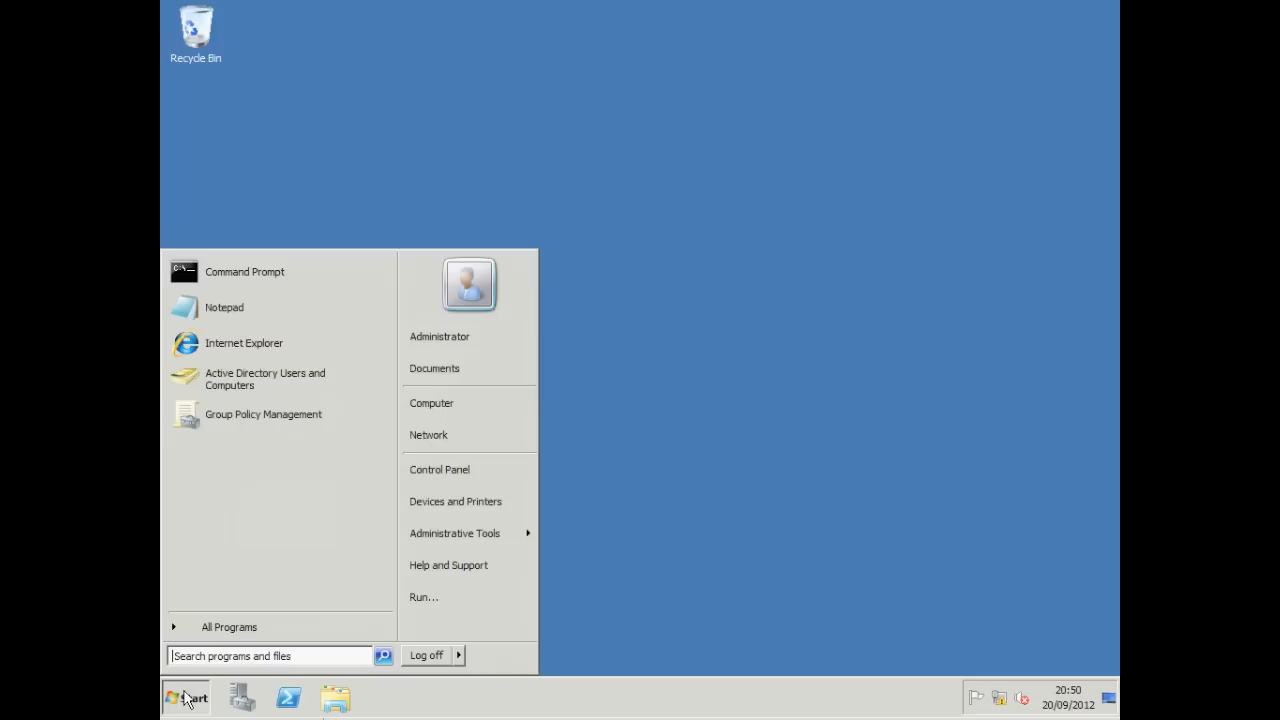 Recycle Bin
Command Prompt
Notepad
Internet Explorer
Active Directory Users and
Computers
Group Policy Management
All Programs
Search programs and files
Administrator
Documents
Computer
Network
Control Panel
Devices and Printers
Administrative Tools
Help and Support
Run...
Log off
Start
20:50
20/09/2012